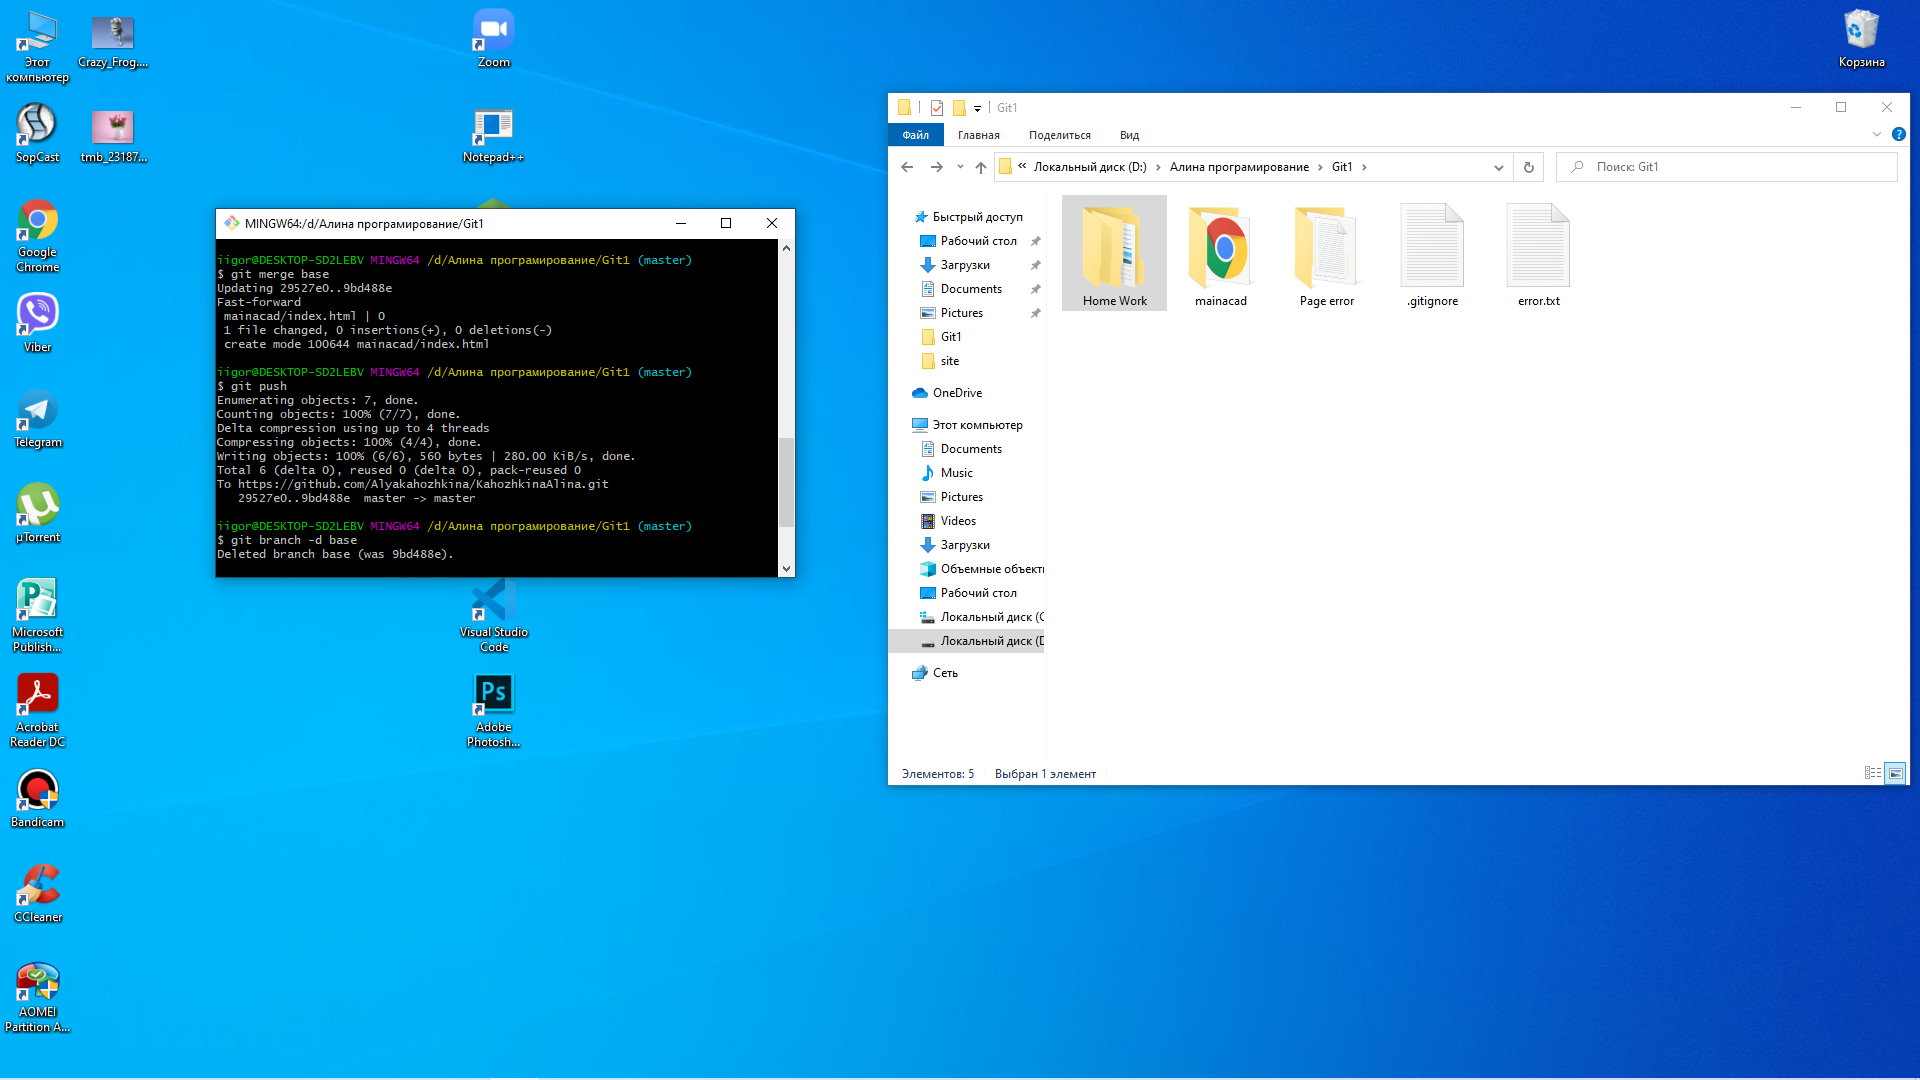 Этот
компьютер
Crazy_Frog....
Zoom
Корзина
SopCast
tmb_23187...
Notepad++
Google
Chrome
Viber
Telegram
µTorrent
Microsoft
Publish...
Visual Studio
Code
Acrobat
Reader DC
Ps
Adobe
Photosh...
Bandicam
CCleaner
AOMEI
Partition A...
MINGW64:/d/Алина програмирование/Git1
iigor@DESKTOP-SD2LEBV MINGW64 /d/Алина програмирование/Git1 (master)
$ git merge base
Updating 29527e0..9bd488e
Fast-forward
mainacad/index.html | 0
1 file changed, 0 insertions(+), 0 deletions(-)
create mode 100644 mainacad/index.html
iigor@DESKTOP-SD2LEBV MINGW64 /d/Алина програмирование/Git1 (master)
$ git push
Enumerating objects: 7, done.
Counting objects: 100% (7/7), done.
Delta compression using up to 4 threads
Compressing objects: 100% (4/4), done.
Writing objects: 100% (6/6), 560 bytes | 280.00 KiB/s, done.
Total 6 (delta 0), reused 0 (delta 0), pack-reused 0
To https://github.com/Alyakahozhkina/KahozhkinaAlina.git
29527e0..9bd488e  master -> master
iigor@DESKTOP-SD2LEBV MINGW64 /d/Алина програмирование/Git1 (master)
$ git branch -d base
Deleted branch base (was 9bd488e).
Git1
Файл Главная Поделиться Вид
« Локальный диск (D:) › Алина програмирование › Git1 ›
Поиск: Git1
Быстрый доступ
Рабочий стол
Загрузки
Documents
Pictures
Git1
site
OneDrive
Этот компьютер
Documents
Music
Pictures
Videos
Загрузки
Объемные объект
Рабочий стол
Локальный диск (C
Локальный диск (D
Сеть
Home Work
mainacad
Page error
.gitignore
error.txt
Элементов: 5 Выбран 1 элемент